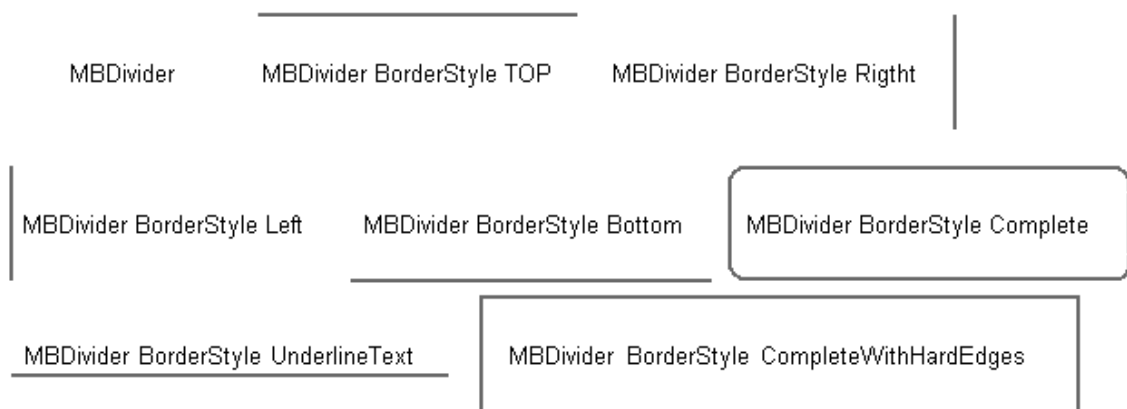 MBDivider MBDivider BorderStyle TOP MBDivider BorderStyle Rigtht
MBDivider BorderStyle Left MBDivider BorderStyle Bottom MBDivider BorderStyle Complete
MBDivider BorderStyle UnderlineText MBDivider BorderStyle CompleteWithHardEdges